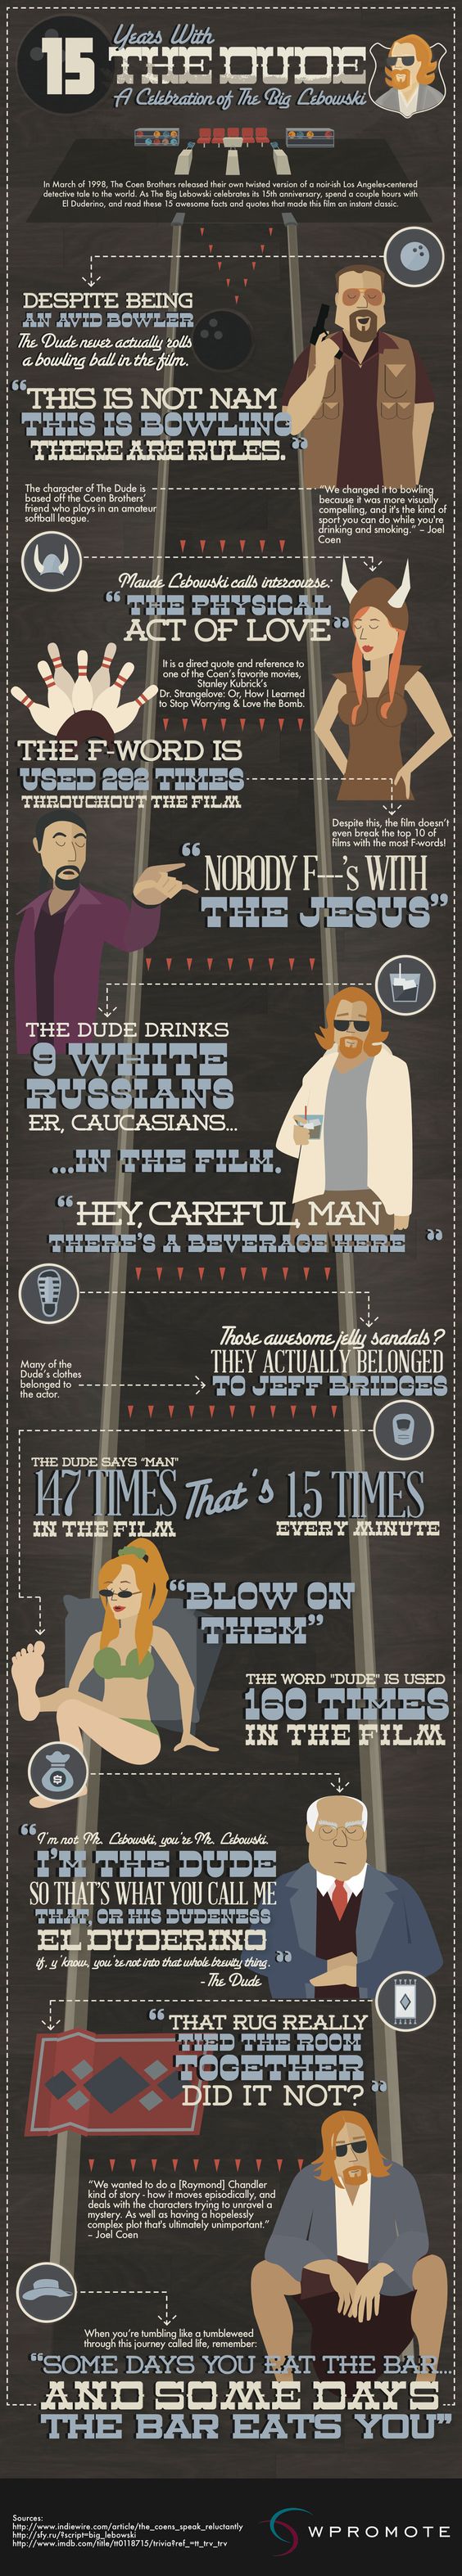 15
Years With
THE DUDE
A Celebration of The Big Lebowski
In March of 1998, The Coen Brothers released their own twisted version of a noir-ish Los Angeles-centered
detective tale to the world. As The Big Lebowski celebrates its 15th anniversary, spend a couple hours with
El Duderino, and read these 15 awesome facts and quotes that made this film an instant classic.
DESPITE BEING
AN AVID BOWLER
The Dude never actually rolls
a bowling ball in the film.
"THIS IS NOT NAM
THIS IS BOWLING
THERE ARE RULES."
The character of The Dude is
based off the Coen Brothers'
friend who plays in an amateur
softball league.
"We changed it to bowling
because it was more visually
compelling, and it's the kind of
sport you can do while you're
drinking and smoking." – Joel
Coen
Maude Lebowski calls intercourse:
"THE PHYSICAL
ACT OF LOVE"
It is a direct quote and reference to
one of the Coen's favorite movies,
Stanley Kubrick's
Dr. Strangelove: Or, How I Learned
to Stop Worrying & Love the Bomb.
THE F-WORD IS
USED 292 TIMES
THROUGHOUT THE FILM
Despite this, the film doesn't
even break the top 10 of
films with the most F-words!
"NOBODY F---'s WITH
THE JESUS"
THE DUDE DRINKS
9 WHITE
RUSSIANS
ER, CAUCASIANS...
...IN THE FILM.
"HEY, CAREFUL, MAN
THERE'S A BEVERAGE HERE"
Those awesome jelly sandals?
THEY ACTUALLY BELONGED
TO JEFF BRIDGES
Many of the
Dude's clothes
belonged to
the actor.
THE DUDE SAYS "MAN"
147 TIMES
IN THE FILM
That's
1.5 TIMES
EVERY MINUTE
"BLOW ON
THEM"
THE WORD "DUDE" IS USED
160 TIMES
IN THE FILM
$
"I'm not Mr. Lebowski, you're Mr. Lebowski.
I'M THE DUDE
SO THAT'S WHAT YOU CALL ME
THAT, OR HIS DUDENESS
EL DUDERINO
if, y'know, you're not into that whole brevity thing."
- The Dude
"THAT RUG REALLY
TIED THE ROOM
TOGETHER
DID IT NOT?"
"We wanted to do a [Raymond] Chandler
kind of story - how it moves episodically, and
deals with the characters trying to unravel a
mystery. As well as having a hopelessly
complex plot that's ultimately unimportant."
– Joel Coen
When you're tumbling like a tumbleweed
through this journey called life, remember:
"SOME DAYS YOU EAT THE BAR...
AND SOME DAYS
THE BAR EATS YOU"
Sources:
http://www.indiewire.com/article/the_coens_speak_reluctantly
http://sfy.ru/?script=big_lebowski
http://www.imdb.com/title/tt0118715/trivia?ref_=tt_trv_trv
WPROMOTE